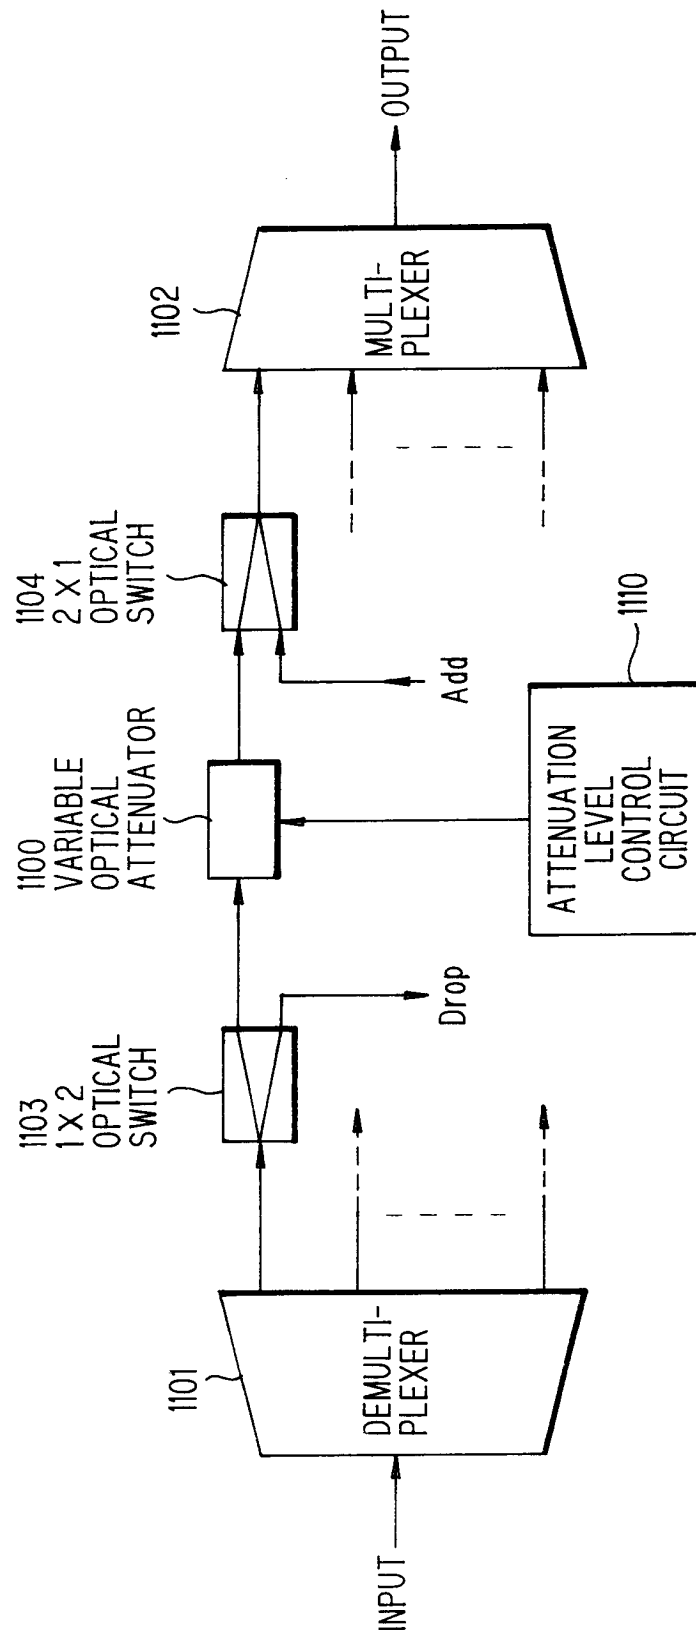 INPUT
1101
DEMULTI-
PLEXER
1103
1 X 2
OPTICAL
SWITCH
Drop
1100
VARIABLE
OPTICAL
ATTENUATOR
ATTENUATION
LEVEL
CONTROL
CIRCUIT
1110
1104
2 X 1
OPTICAL
SWITCH
Add
1102
MULTI-
PLEXER
OUTPUT